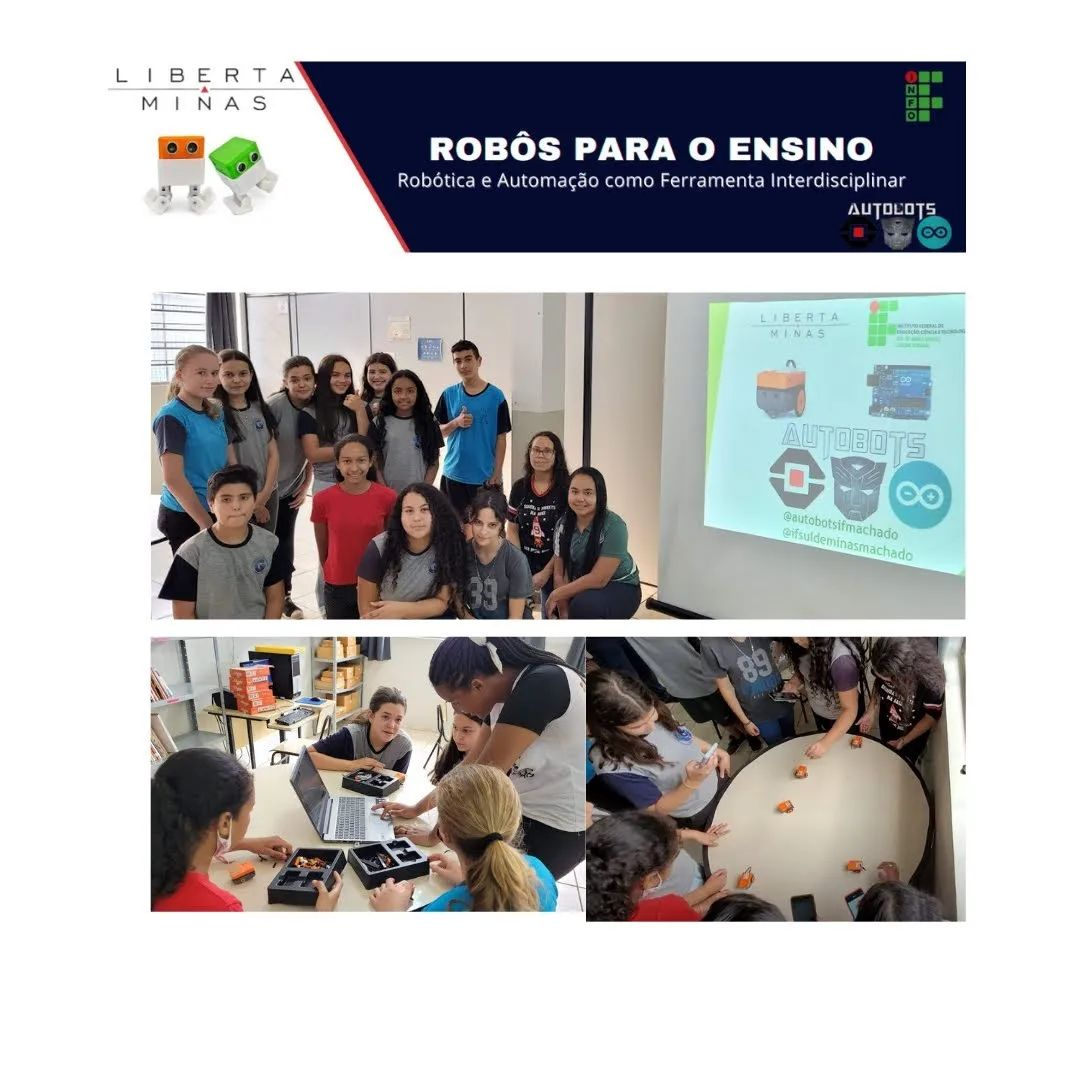 LIBERTA
MINAS
INFO
ROBÔS PARA O ENSINO
Robótica e Automação como Ferramenta Interdisciplinar
AUTOBOTS
LIBERTA
MINAS
INSTITUTO FEDERAL DE
EDUCAÇÃO, CIÊNCIA E TECNOLOGIA
AUTOBOTS
@autobotsifmachado
@ifsuldeminasmachado
39
89